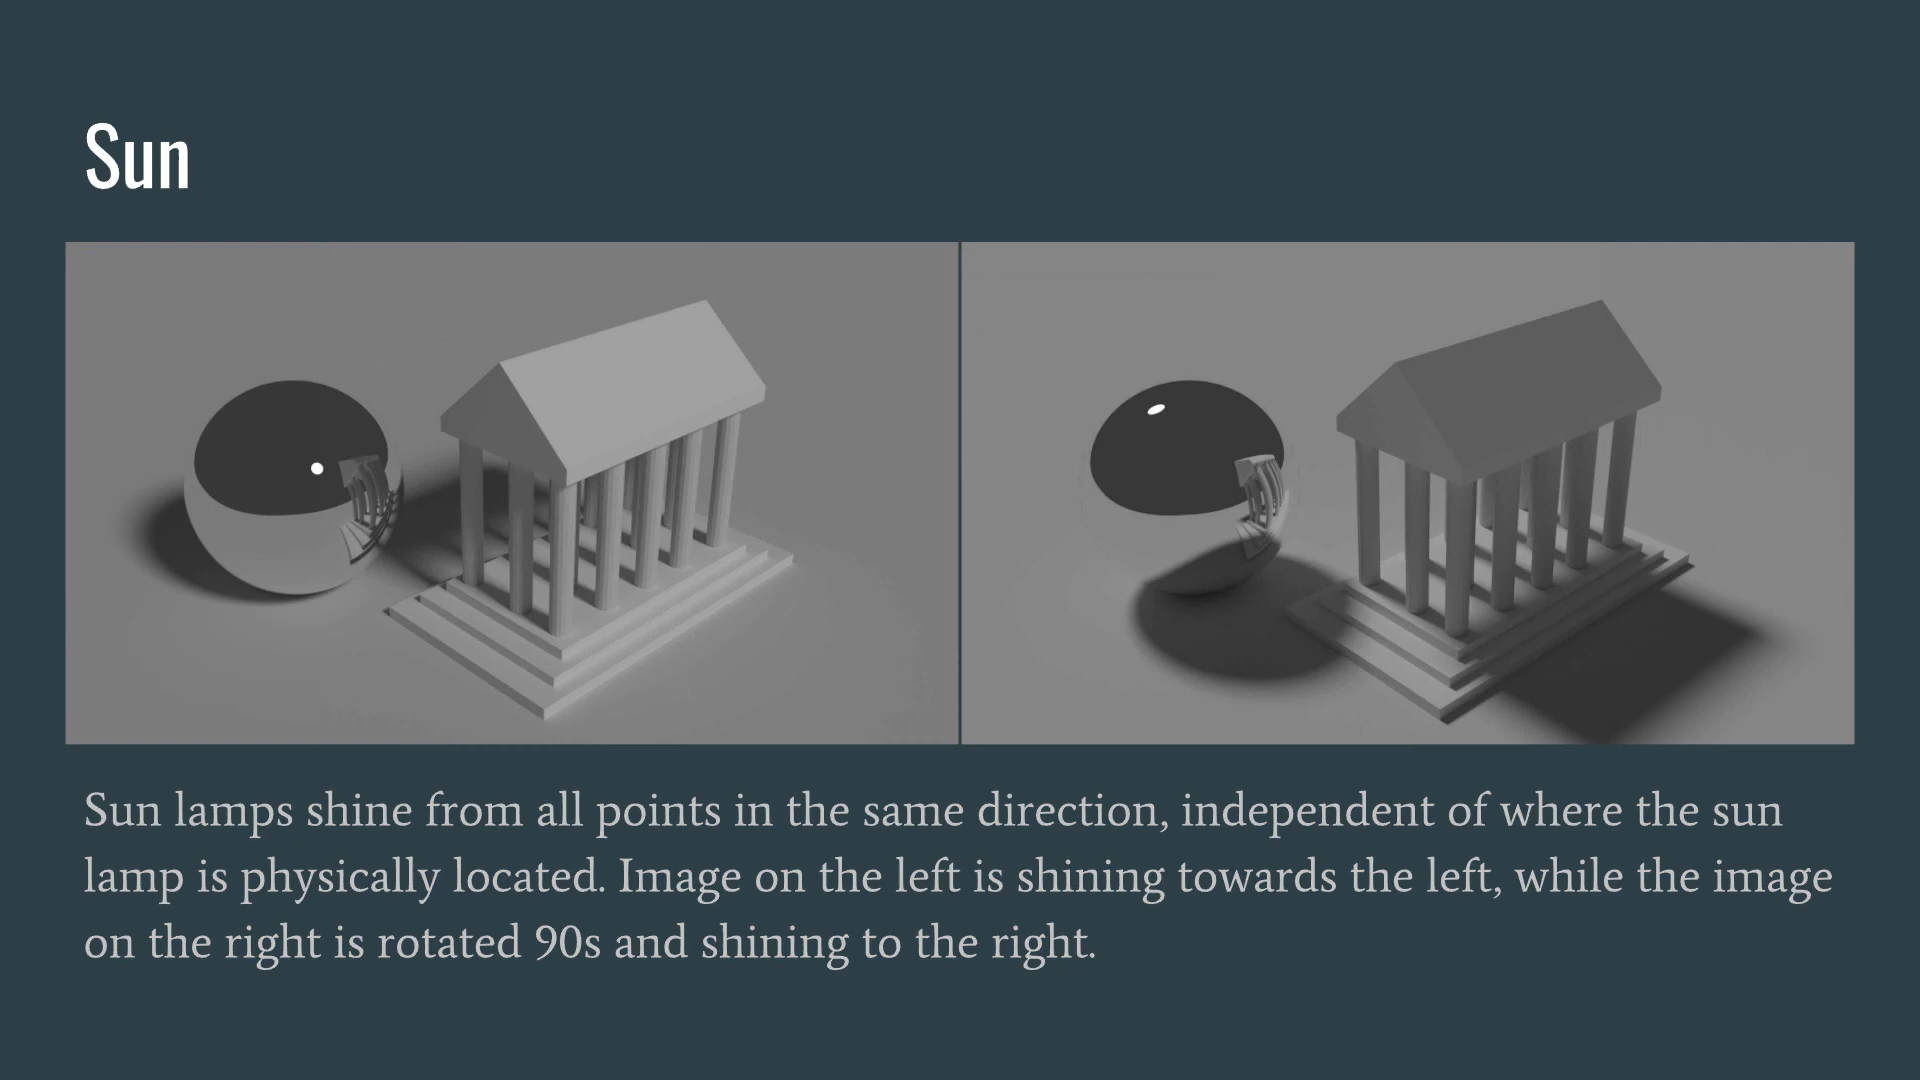 Sun
Sun lamps shine from all points in the same direction, independent of where the sun
lamp is physically located. Image on the left is shining towards the left, while the image
on the right is rotated 90s and shining to the right.